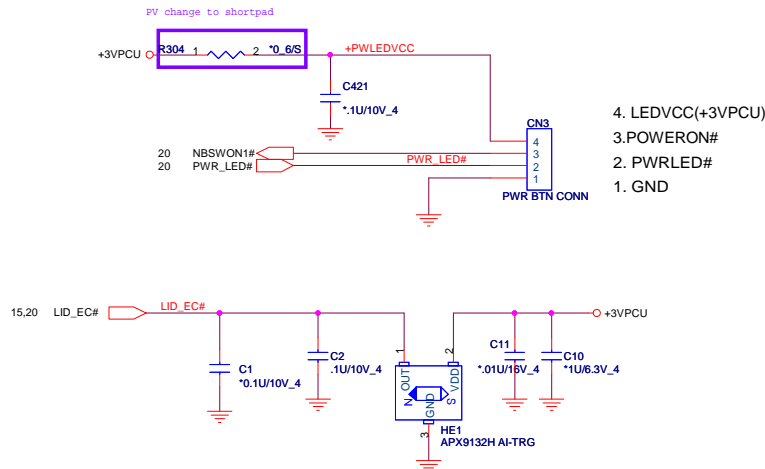 PV change to shortpad
+3VPCU
R304 1 2 *0_6/S
+PWLEDVCC
C421
*.1U/10V_4
CN3
4
3
2
1
PWR BTN CONN
20 NBSWON1#
20 PWR_LED#
PWR_LED#
4. LEDVCC(+3VPCU)
3.POWERON#
2. PWRLED#
1. GND
15,20 LID_EC#
LID_EC#
+3VPCU
C1
*0.1U/10V_4
C2
.1U/10V_4
1
2
OUT
VDD
N
S
GND
3
HE1
APX9132H AI-TRG
C11
*.01U/16V_4
C10
*1U/6.3V_4